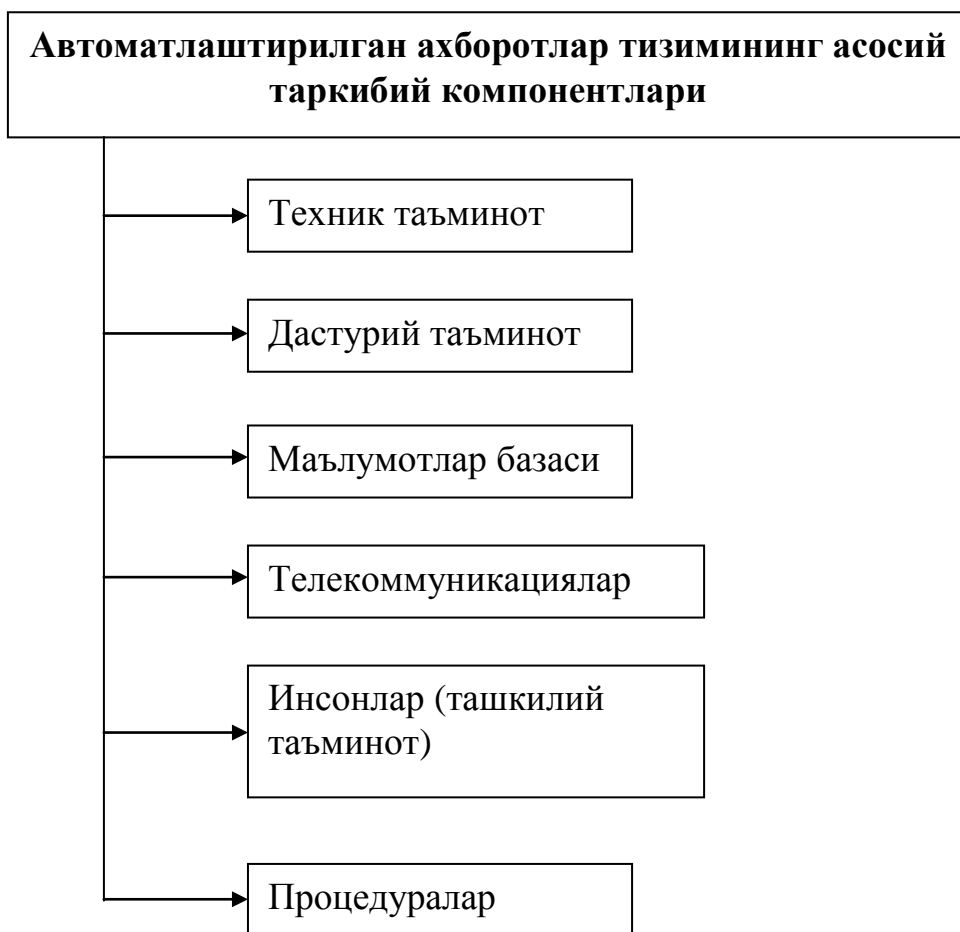 Автоматлаштирилган ахборотлар тизимининг асосий
таркибий компонентлари
Техник таъминот
Дастурий таъминот
Маълумотлар базаси
Телекоммуникациялар
Инсонлар (ташкилий
таъминот)
Процедуралар